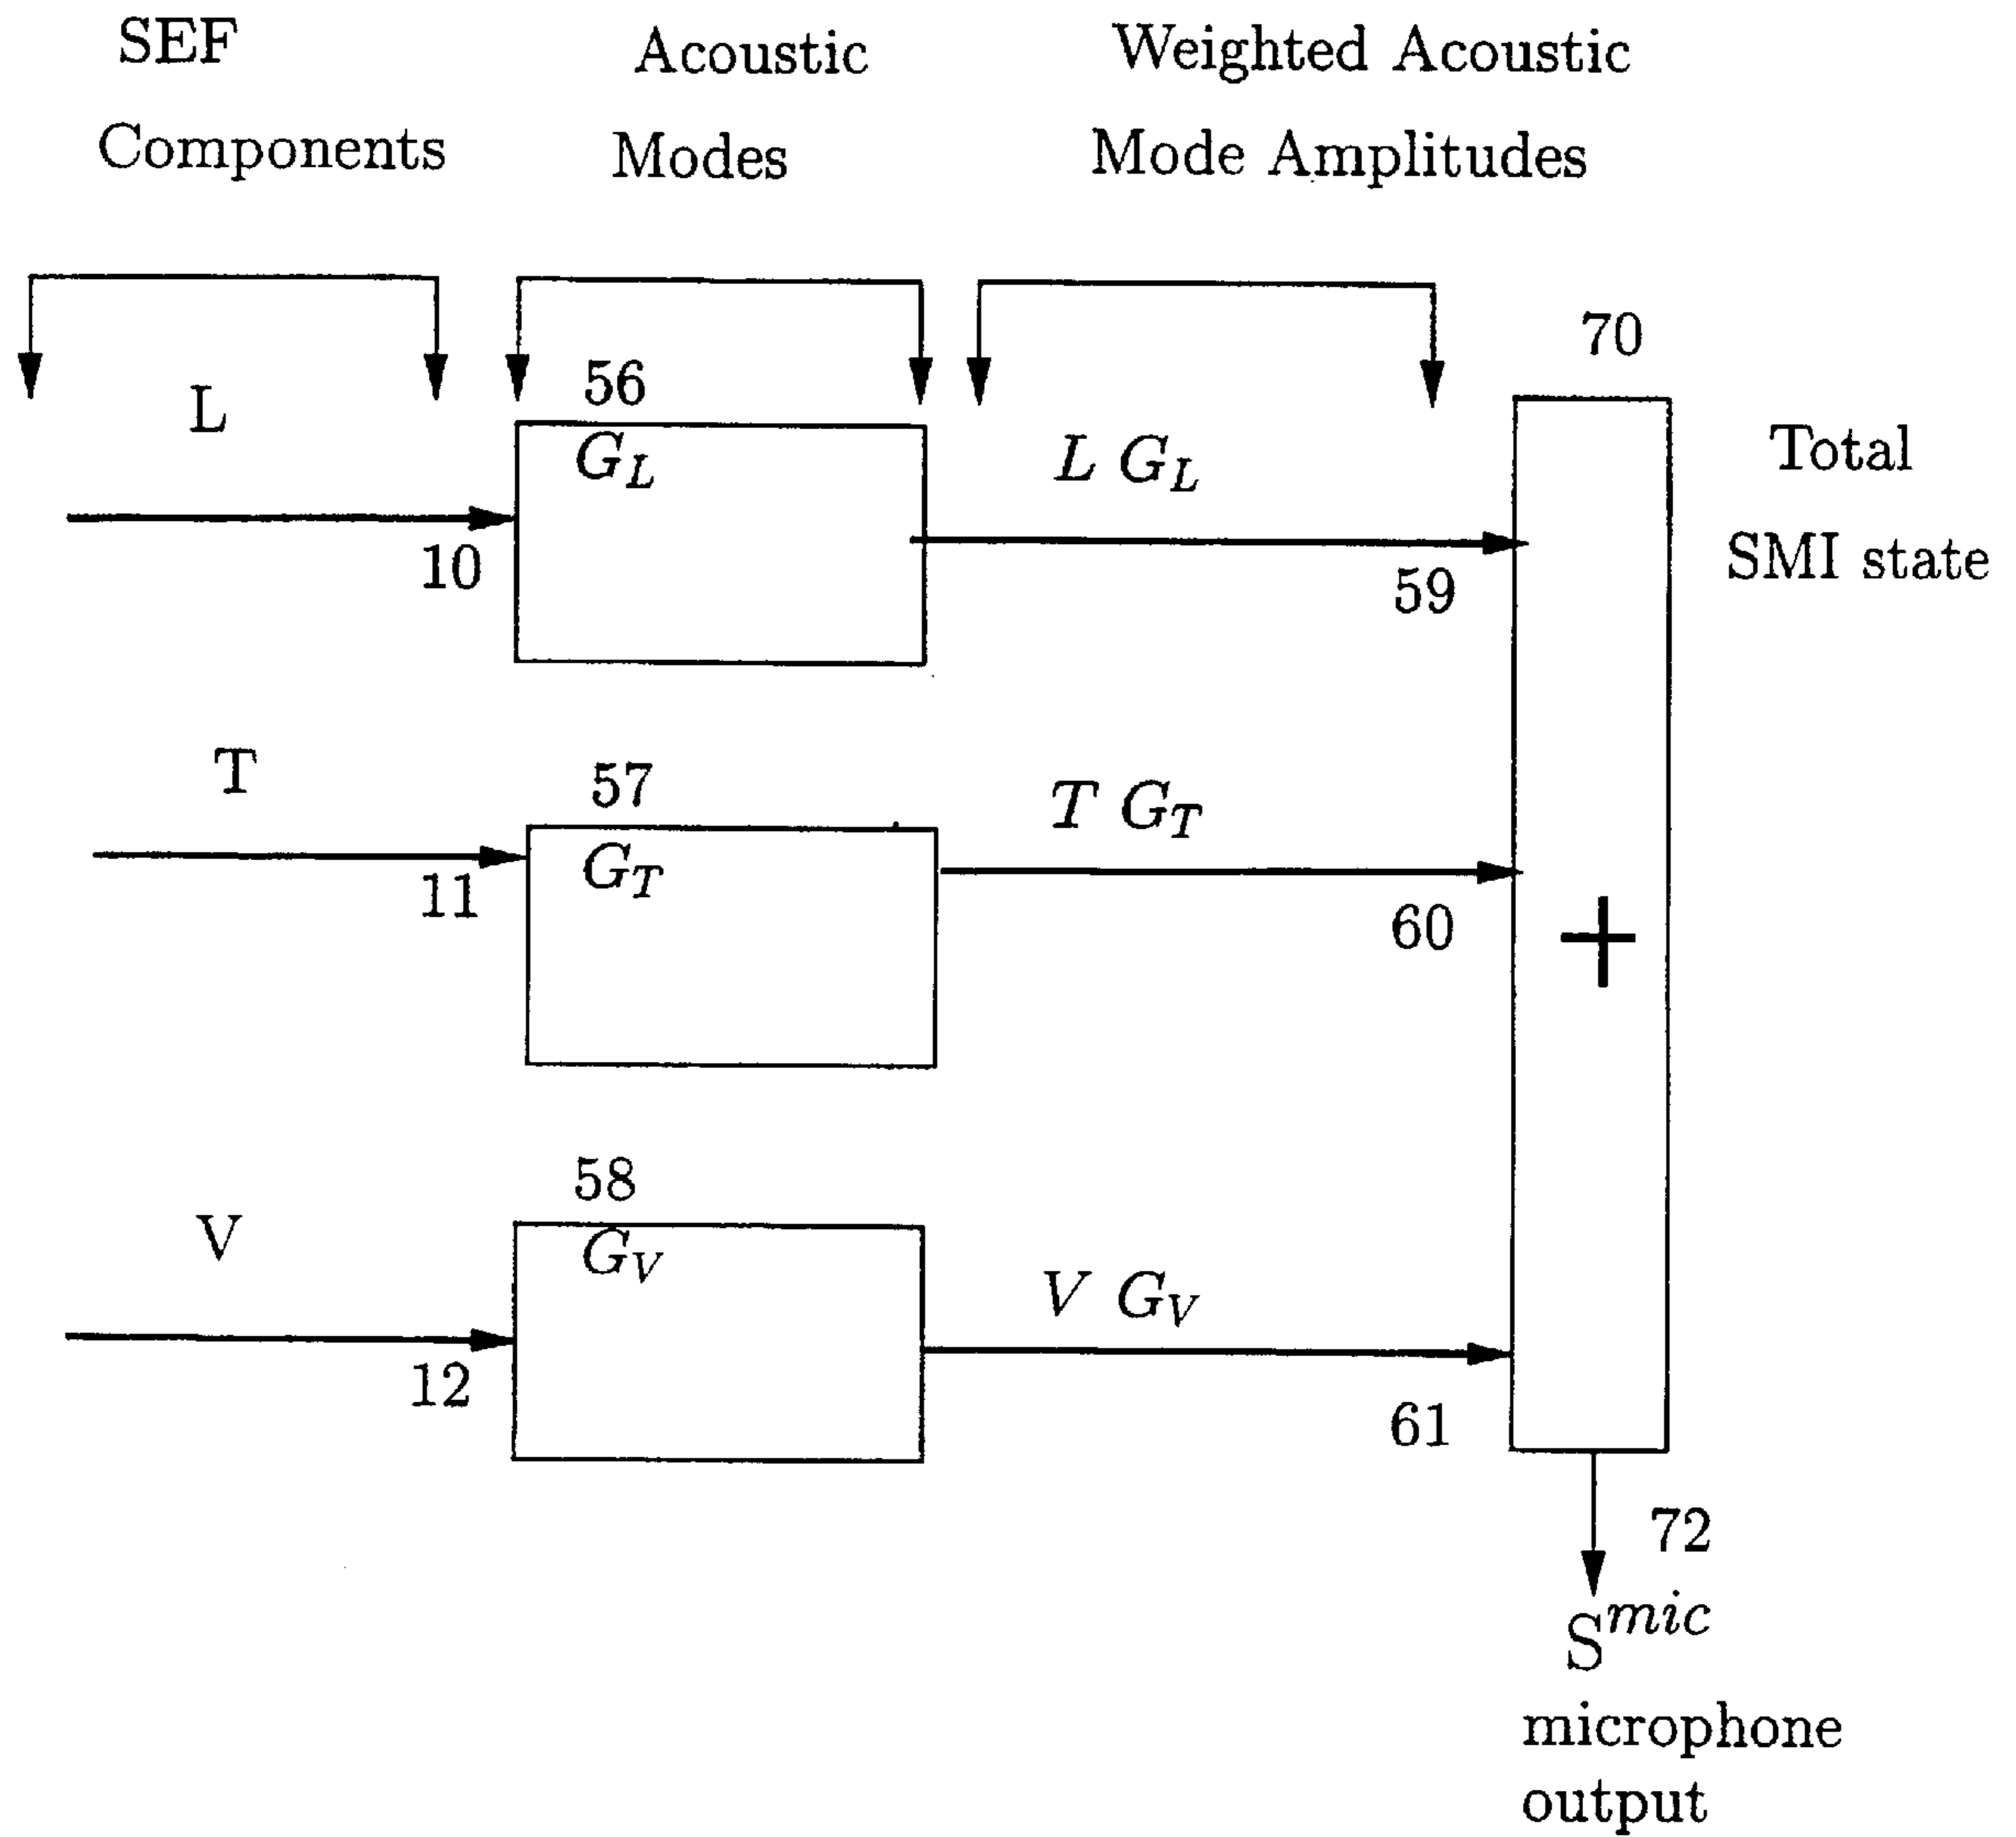 SEF
Components
Acoustic
Modes
Weighted Acoustic
Mode Amplitudes
70
L
56
G_L
L G_L
Total
SMI state
10
59
T
57
G_T
T G_T
11
60
+
V
58
G_V
V G_V
12
61
72
S^mic
microphone
output